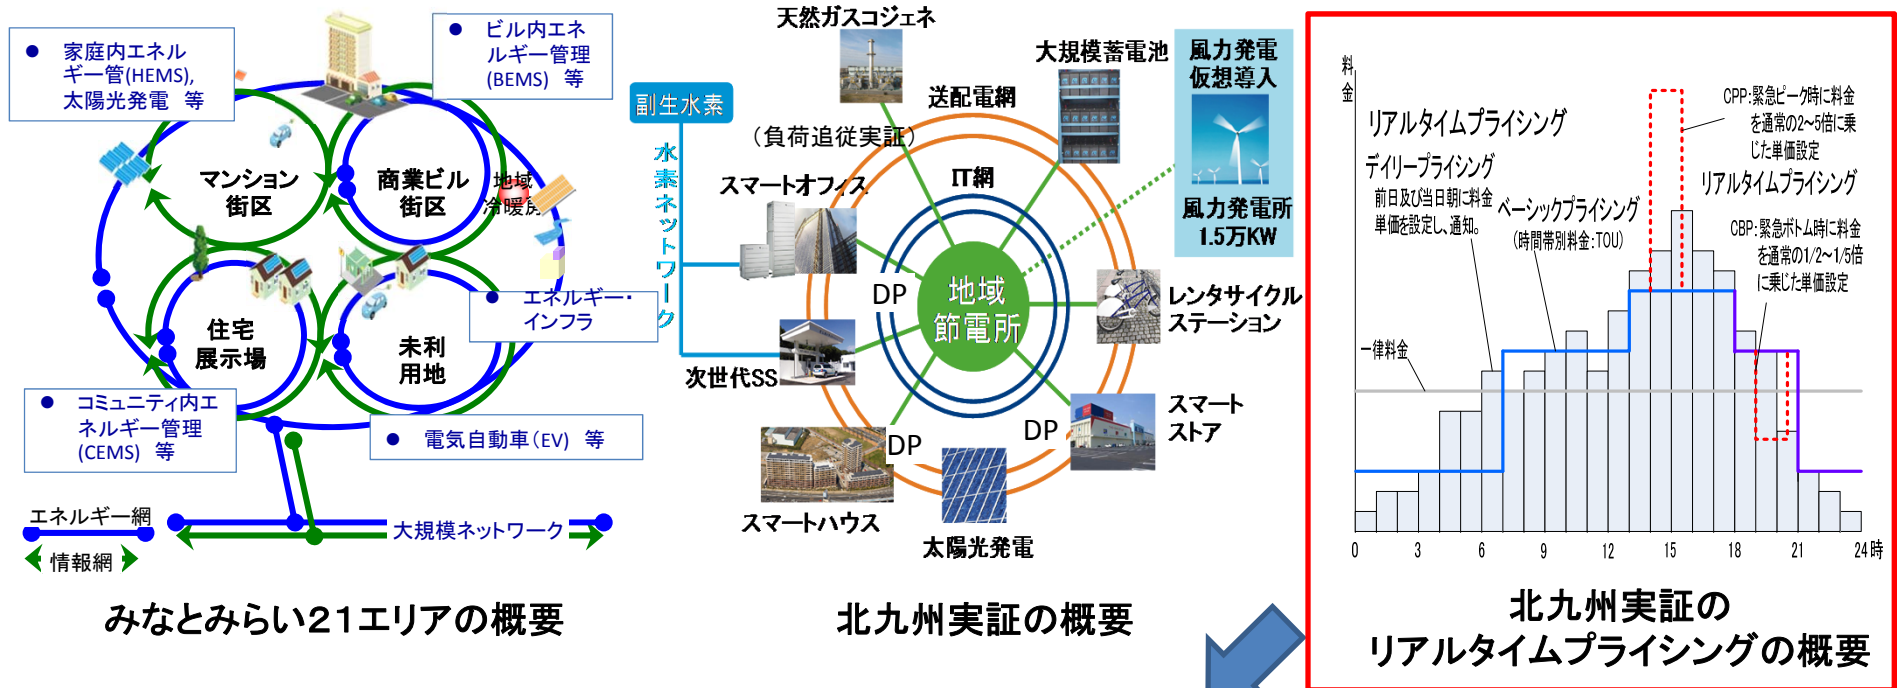 ● 家庭内エネル
ギー管(HEMS),
太陽光発電 等
● ビル内エネ
ルギー管理
(BEMS) 等
マンション
街区
商業ビル
街区
地域
冷暖房
住宅
展示場
未利
用地
● エネルギー・
インフラ
● コミュニティ内エ
ネルギー管理
(CEMS) 等
● 電気自動車(EV) 等
エネルギー網
情報網
大規模ネットワーク
みなとみらい21エリアの概要
天然ガスコジェネ
大規模蓄電池
風力発電
仮想導入
風力発電所
1.5万KW
副生水素
水素ネットワーク
送配電網
(負荷追従実証)
IT網
スマートオフィス
DP
地域
節電所
レンタサイクル
ステーション
次世代SS
スマート
ストア
DP
DP
スマートハウス
太陽光発電
北九州実証の概要
料金
リアルタイムプライシング
デイリープライシング
前日及び当日朝に料金
単価を設定し、通知。
ベーシックプライシング
(時間帯別料金:TOU)
CPP:緊急ピーク時に料金
を通常の2~5倍に乗
じた単価設定
リアルタイムプライシング
CBP:緊急ボトム時に料金
を通常の1/2~1/5倍
に乗じた単価設定
一律料金
0 3 6 9 12 15 18 21 24時
北九州実証の
リアルタイムプライシングの概要